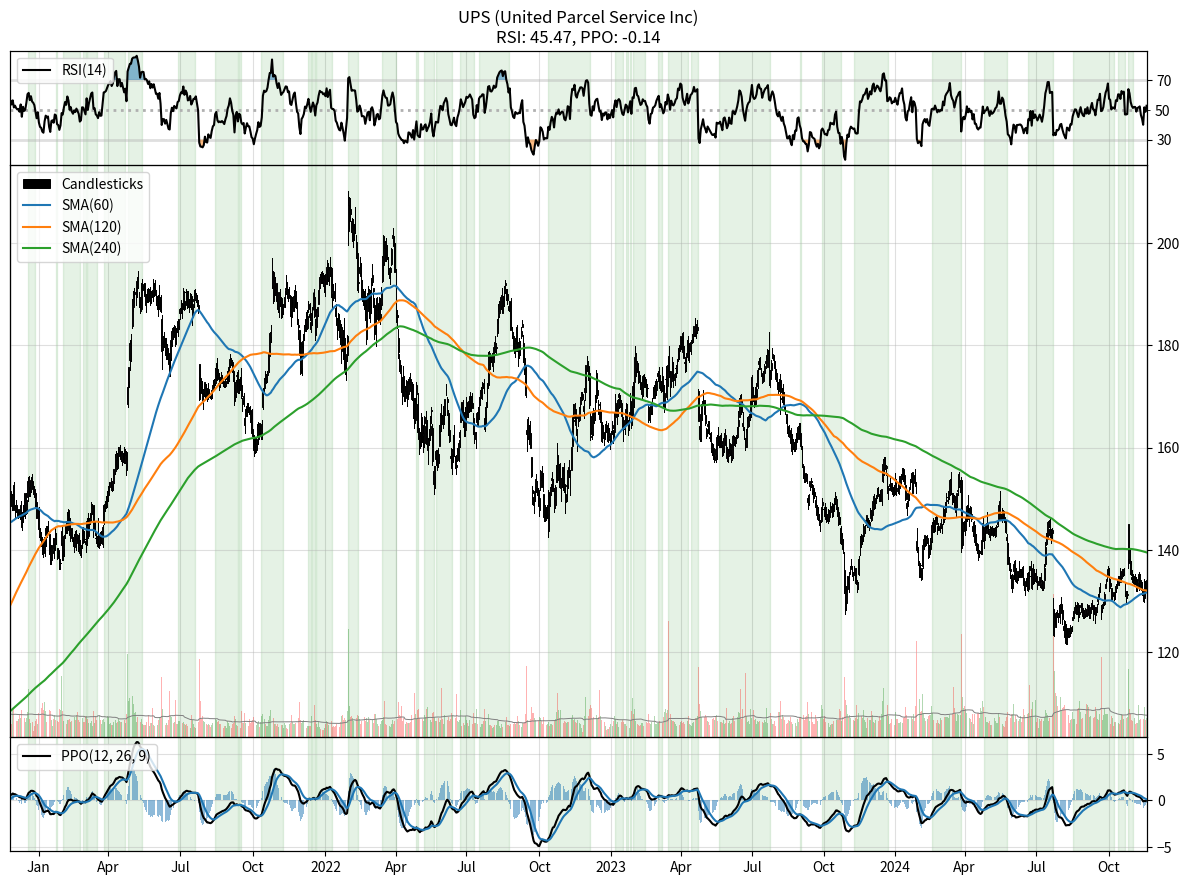 UPS (United Parcel Service Inc)
RSI: 45.47, PPO: -0.14
RSI(14)
70
50
30
Candlesticks
SMA(60)
SMA(120)
SMA(240)
200
180
160
140
120
PPO(12, 26, 9)
5
0
−5
Jan Apr Jul Oct 2022 Apr Jul Oct 2023 Apr Jul Oct 2024 Apr Jul Oct